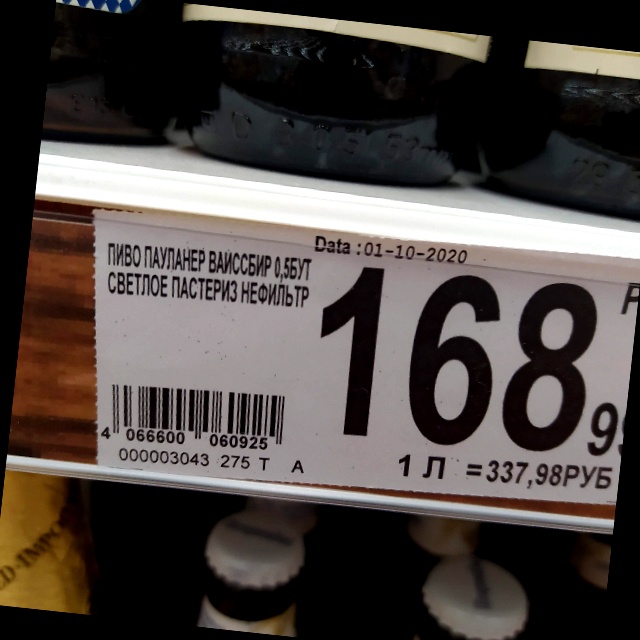 Data :01-10-2020
ПИВО ПАУЛАНЕР ВАЙССБИР 0,5БУТ
СВЕТЛОЕ ПАСТЕРИЗ НЕФИЛЬТР
168
4 066600 060925
000003043 275 T A
1 Л =337,98РУБ